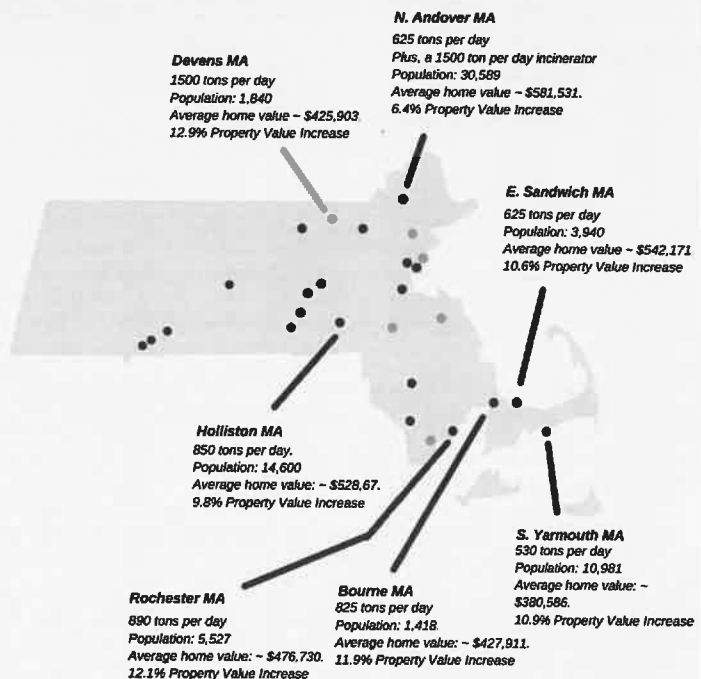 N. Andover MA
625 tons per day
Plus, a 1500 ton per day incinerator
Population: 30,589
Average home value ~ $581,531.
6.4% Property Value Increase
Devens MA
1500 tons per day
Population: 1,840
Average home value ~ $425,903
12.9% Property Value Increase
E. Sandwich MA
625 tons per day
Population: 3,940
Average home value ~ $542,171
10.6% Property Value Increase
Holliston MA
850 tons per day.
Population: 14,600
Average home value: ~ $528,67.
9.8% Property Value Increase
S. Yarmouth MA
530 tons per day
Population: 10,981
Average home value: ~
$380,586.
10.9% Property Value Increase
Rochester MA
890 tons per day
Population: 5,527
Average home value: ~ $476,730.
12.1% Property Value Increase
Bourne MA
825 tons per day
Population: 1,418.
Average home value: ~ $427,911.
11.9% Property Value Increase